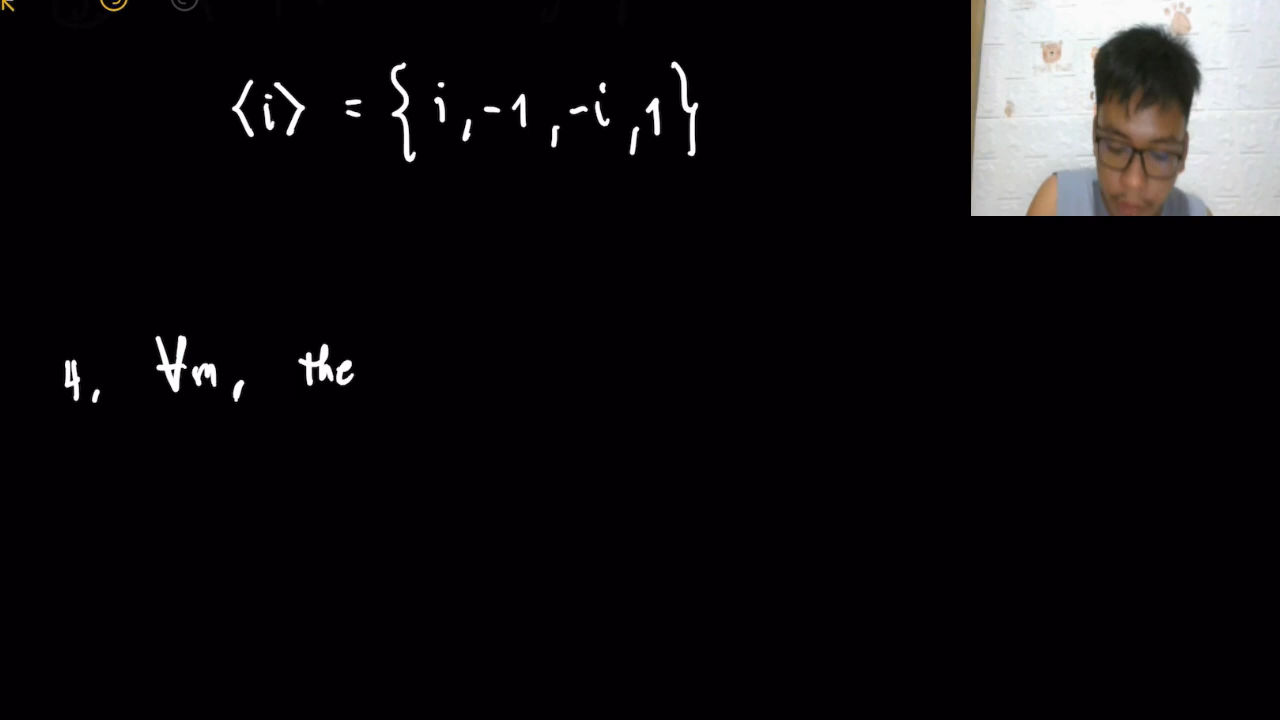 ⟨i⟩ = {i, -1, -i, 1}
4, ∀m, the